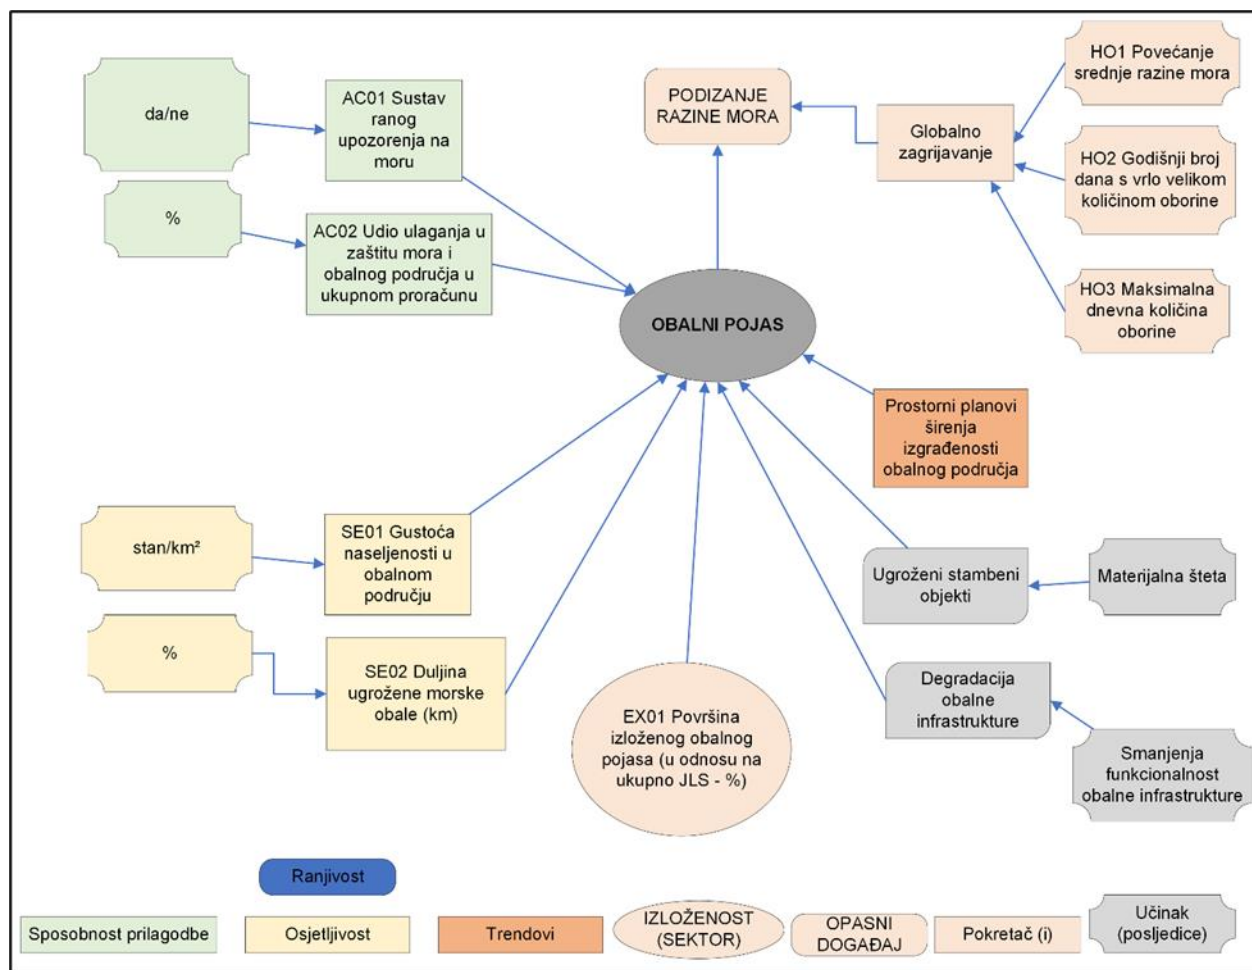 da/ne
AC01 Sustav
ranog
upozorenja na
moru
%
AC02 Udio ulaganja u
zaštitu mora i
obalnog područja u
ukupnom proračunu
PODIZANJE
RAZINE MORA
Globalno
zagrijavanje
HO1 Povećanje
srednje razine mora
HO2 Godišnji broj
dana s vrlo velikom
količinom oborine
HO3 Maksimalna
dnevna količina
oborine
OBALNI POJAS
Prostorni planovi
širenja
izgrađenosti
obalnog područja
stan/km²
SE01 Gustoća
naseljenosti u
obalnom
području
%
SE02 Duljina
ugrožene morske
obale (km)
EX01 Površina
izloženog obalnog
pojasa (u odnosu na
ukupno JLS - %)
Ugroženi stambeni
objekti
Materijalna šteta
Degradacija
obalne
infrastrukture
Smanjenja
funkcionalnost
obalne infrastrukture
Ranjivost
Sposobnost prilagodbe
Osjetljivost
Trendovi
IZLOŽENOST
(SEKTOR)
OPASNI
DOGAĐAJ
Pokretač (i)
Učinak
(posljedice)